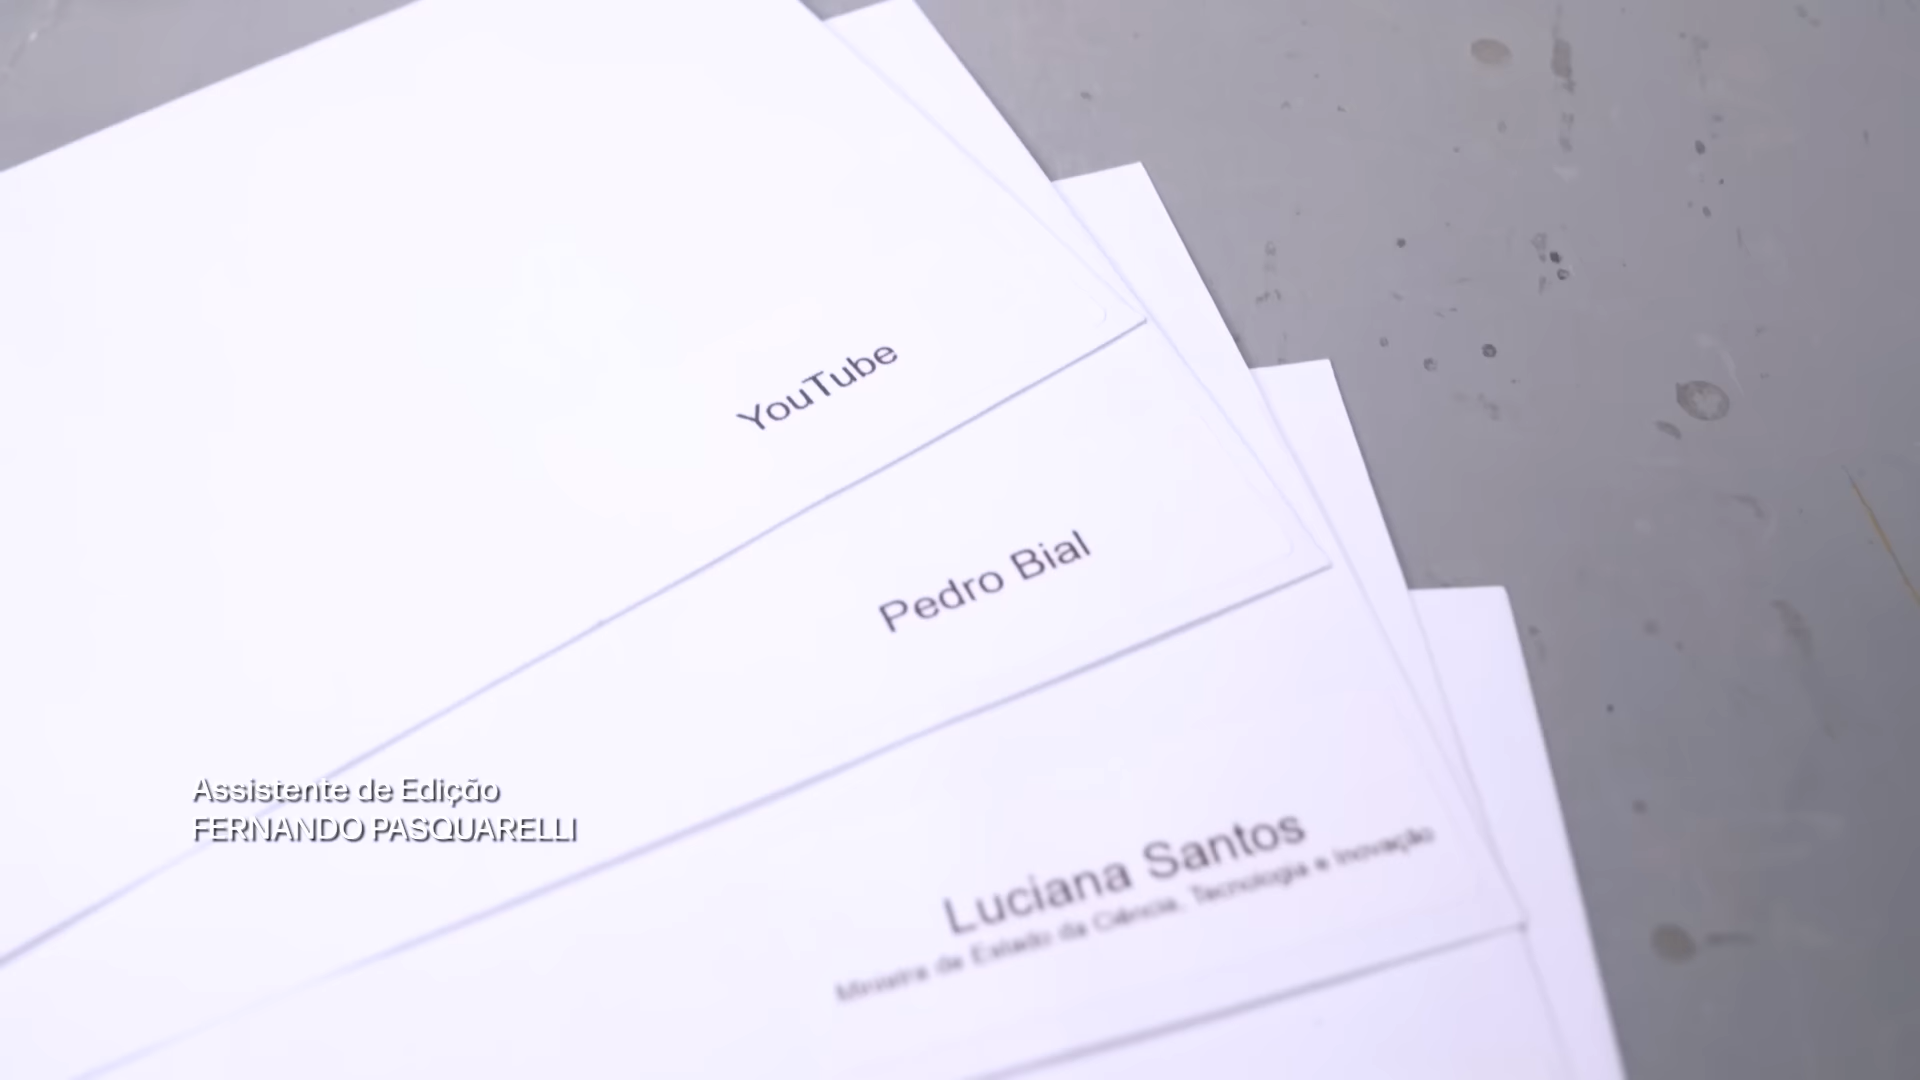 YouTube
Pedro Bial
Luciana Santos
Ministra de Estado da Ciência, Tecnologia e Inovação
Assistente de Edição
FERNANDO PASQUARELLI